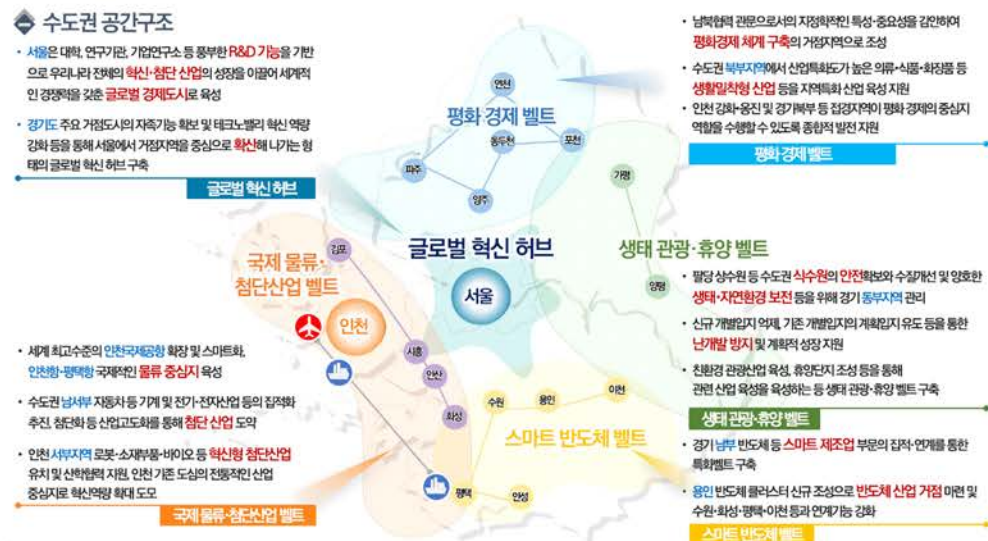 수도권 공간구조
• 서울은 대학, 연구기관, 기업연구소 등 풍부한 R&D 기능을 기반
으로 우리나라 전체의 혁신·첨단 산업의 성장을 이끌어 세계적
인 경쟁력을 갖춘 글로벌 경제도시로 육성
• 경기도 주요 거점도시의 자족기능 확보 및 테크노밸리 혁신 역량
강화 등을 통해 서울에서 거점지역을 중심으로 확산해 나가는 형
태의 글로벌 혁신 허브 구축
글로벌 혁신 허브
• 남북협력 관문으로서의 지정학적인 특성·중요성을 감안하여
평화경제 체계 구축의 거점지역으로 조성
• 수도권 북부지역에서 산업특화도가 높은 의류·식품·화장품 등
생활밀착형 산업 등을 지역특화 산업 육성 지원
• 인천 강화·옹진 및 경기북부 등 접경지역이 평화 경제의 중심지
역할을 수행할 수 있도록 종합적 발전 지원
평화 경제 벨트
연천
평화 경제 벨트
동두천
포천
파주
양주
가평
글로벌 혁신 허브
서울
생태 관광·휴양 벨트
양평
김포
국제 물류·
첨단산업 벨트
인천
시흥
안산
화성
수원
용인
이천
스마트 반도체 벨트
평택
안성
• 팔당 상수원 등 수도권 식수원의 안전확보와 수질개선 및 양호한
생태·자연환경 보전 등을 위해 경기 동부지역 관리
• 신규 개별입지 억제, 기존 개별입지의 계획입지 유도 등을 통한
난개발 방지 및 계획적 성장 지원
• 친환경 관광산업 육성, 휴양단지 조성 등을 통해
관련 산업 육성을 육성하는 등 생태 관광·휴양 벨트 구축
생태 관광·휴양 벨트
• 세계 최고수준의 인천국제공항 확장 및 스마트화,
인천항·평택항 국제적인 물류 중심지 육성
• 수도권 남서부 자동차 등 기계 및 전기·전자산업 등의 집적화
추진, 첨단화 등 산업고도화를 통해 첨단 산업 도약
• 인천 서부지역 로봇·소재부품·바이오 등 혁신형 첨단산업
유치 및 산학협력 지원, 인천 기존 도심의 전통적인 산업
중심지로 혁신역량 확대 도모
국제 물류·첨단산업 벨트
• 경기 남부 반도체 등 스마트 제조업 부문의 집적·연계를 통한
특화벨트 구축
• 용인 반도체 클러스터 신규 조성으로 반도체 산업 거점 마련 및
수원·화성·평택·이천 등과 연계기능 강화
스마트 반도체 벨트